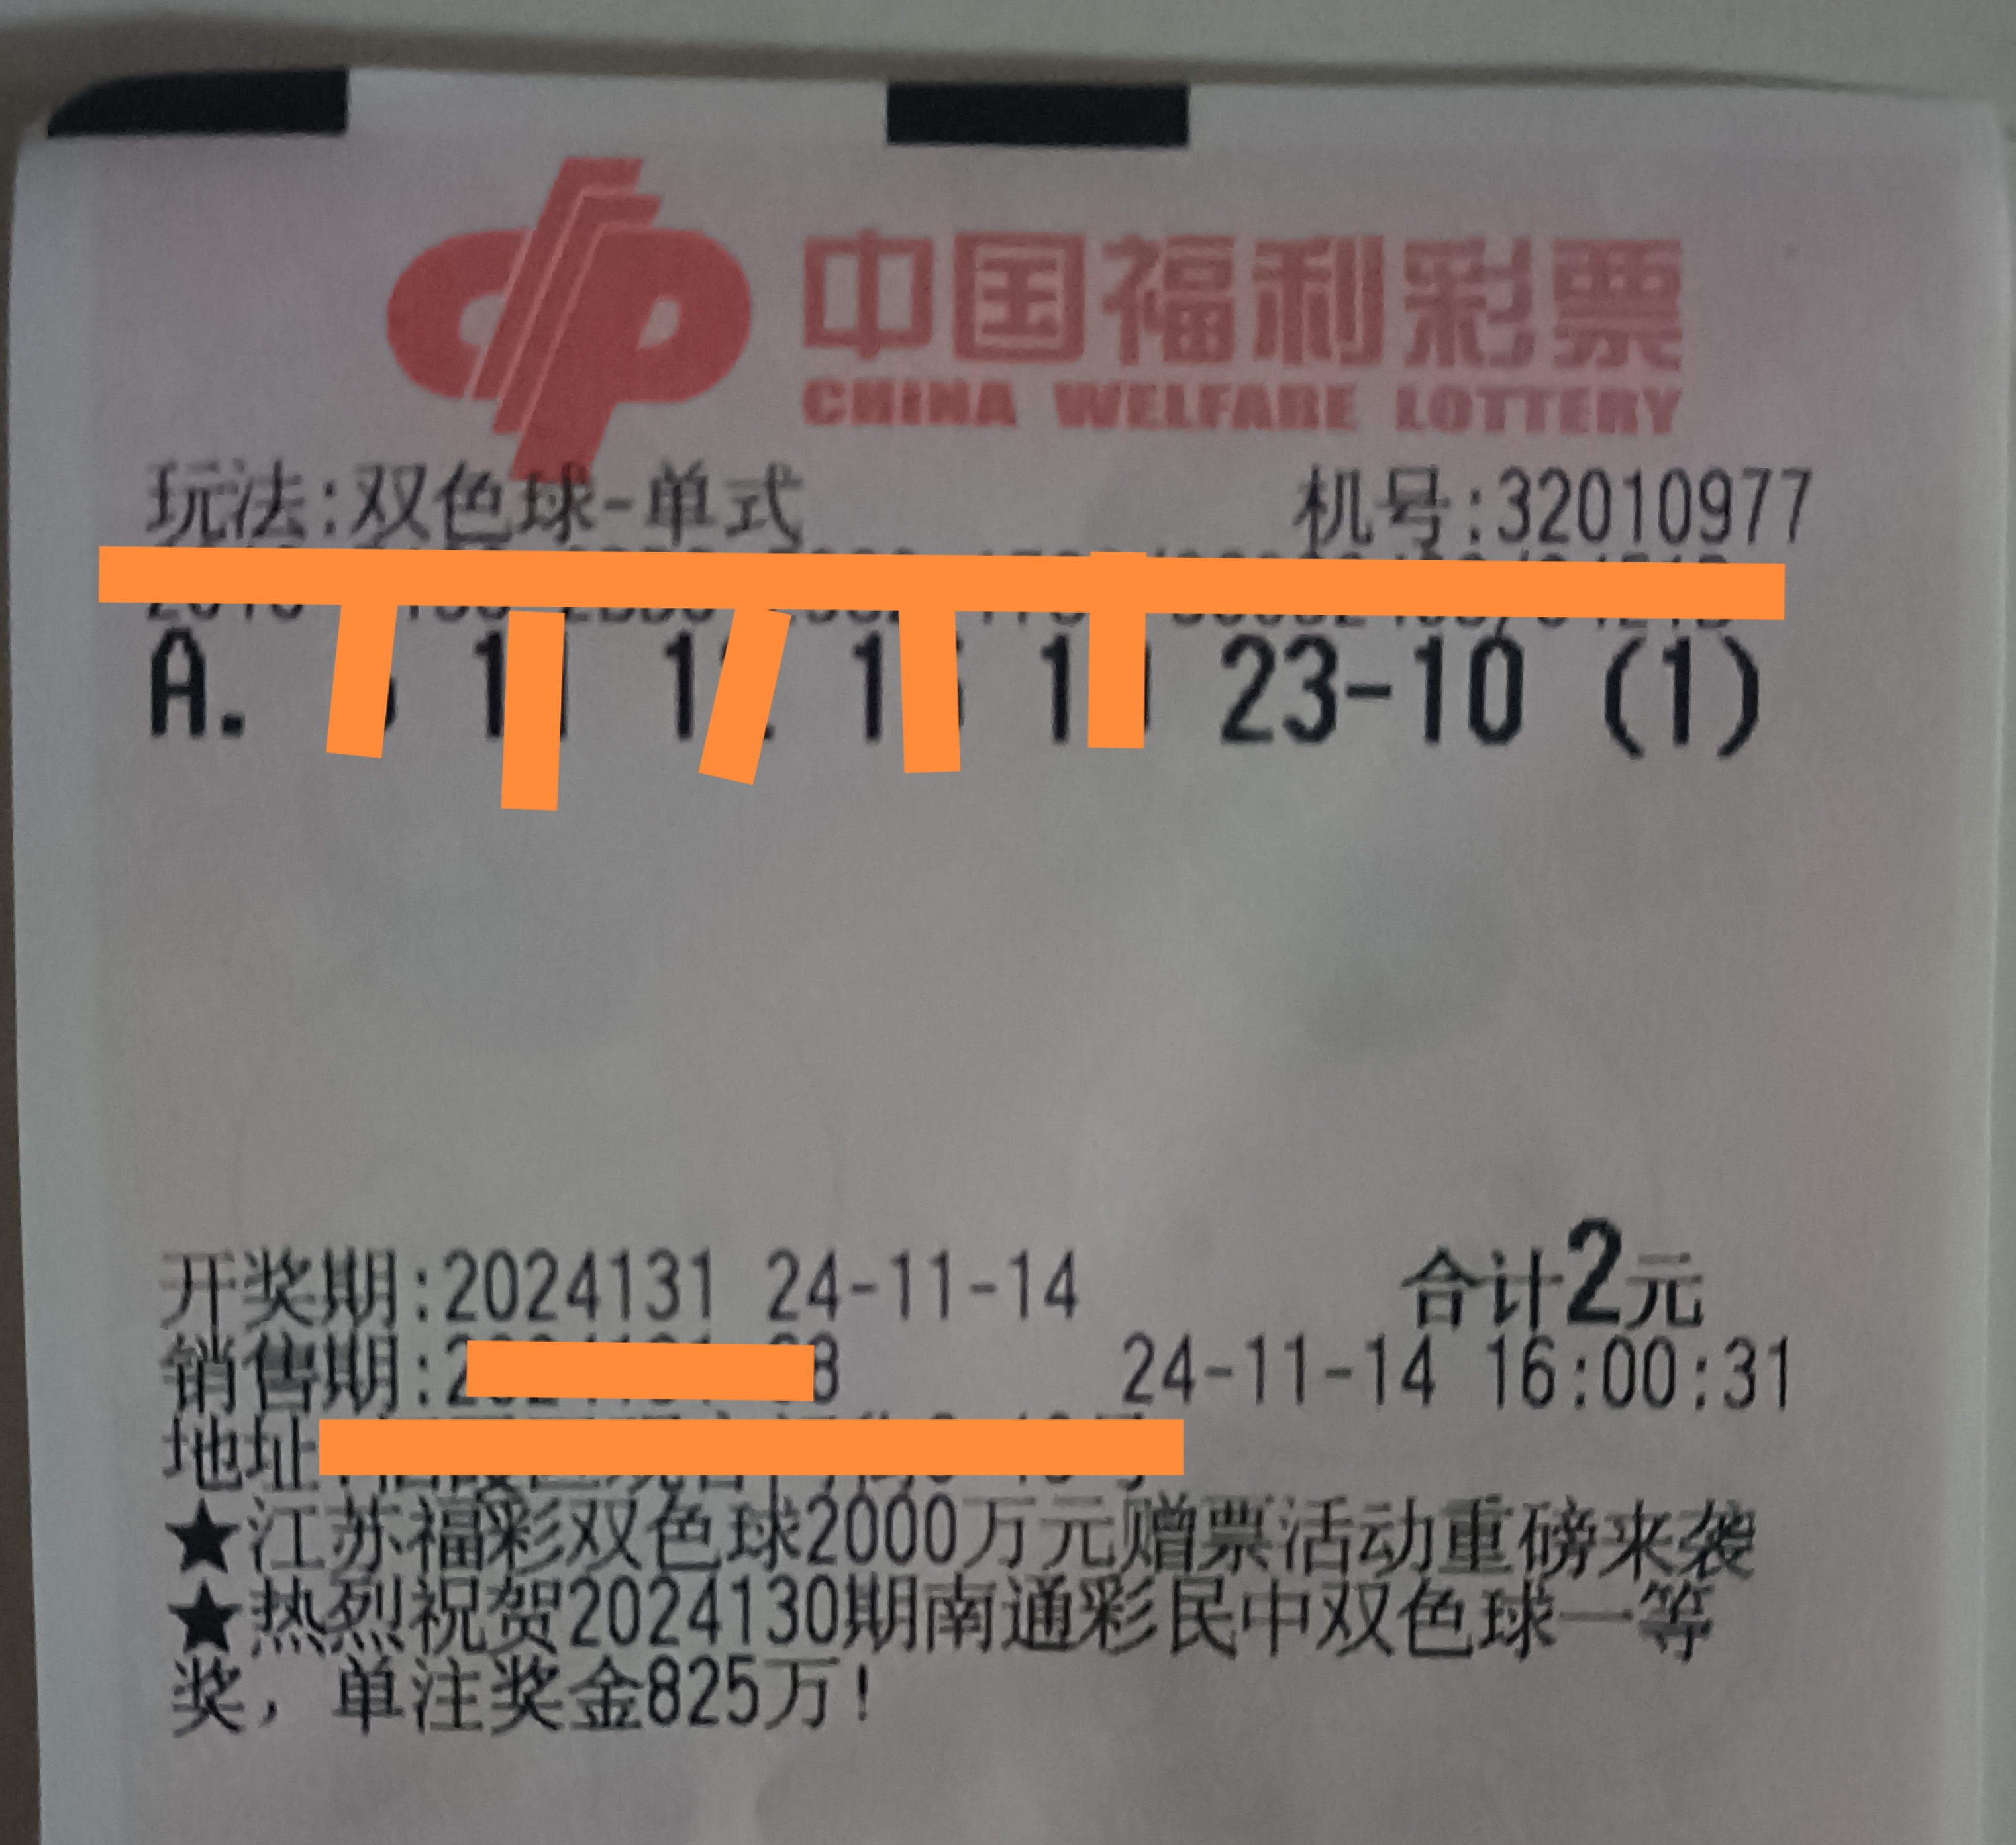 中国福利彩票
CHINA WELFARE LOTTERY
玩法:双色球-单式 机号:32010977
A. 23-10 (1)
开奖期:2024131 24-11-14 合计2元
销售期: 24-11-14 16:00:31
地址
★江苏福彩双色球2000万元赠票活动重磅来袭
★热烈祝贺2024130期南通彩民中双色球一等
奖，单注奖金825万!